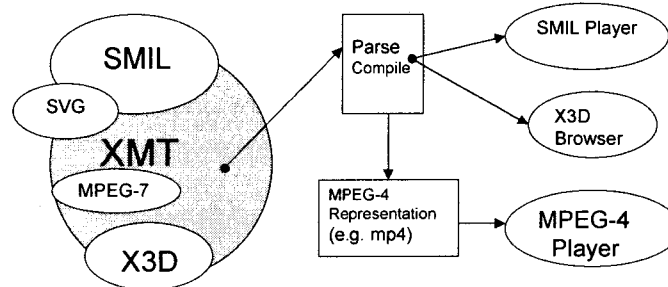 SMIL
SVG
XMT
MPEG-7
X3D
Parse
Compile
SMIL Player
X3D
Browser
MPEG-4
Representation
(e.g. mp4)
MPEG-4
Player